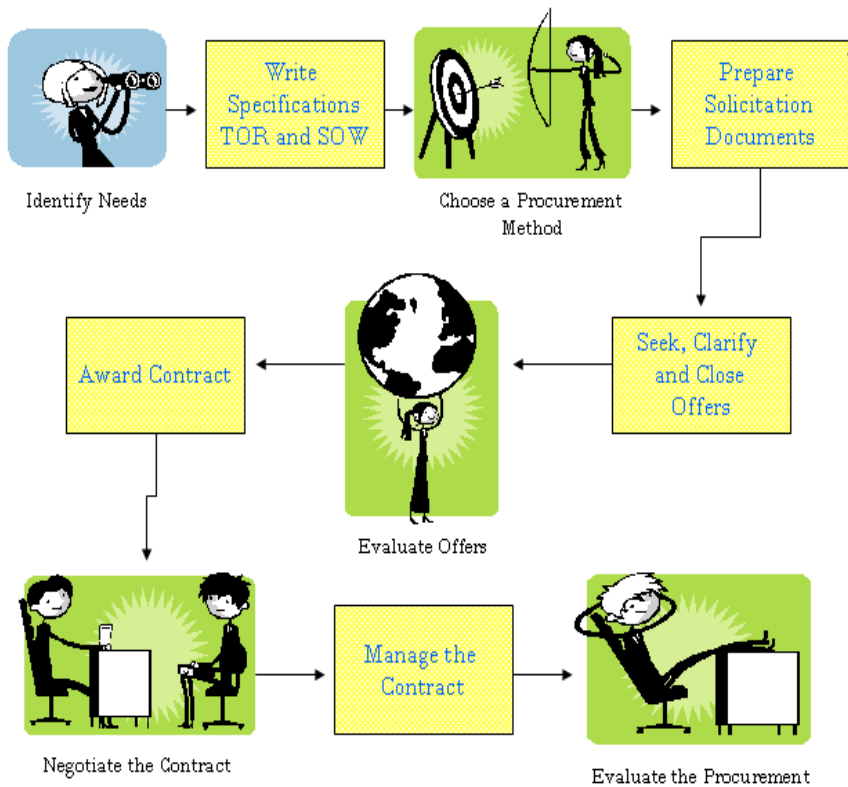 Write
Specifications
TOR and SOW
Prepare
Solicitation
Documents
Identify Needs
Choose a Procurement
Method
Seek, Clarify
and Close
Offers
Award Contract
Evaluate Offers
Negotiate the Contract
Manage the
Contract
Evaluate the Procurement